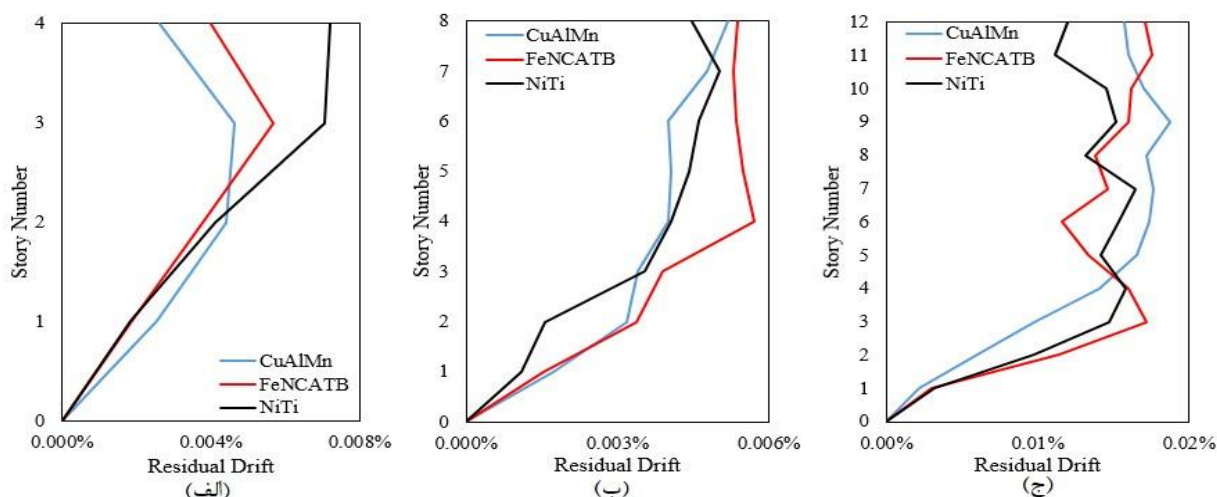 4
3
2
1
0
Story Number
CuAlMn
FeNCATB
NiTi
0.000% 0.004% 0.008%
Residual Drift
(الف)
8
7
6
5
4
3
2
1
0
Story Number
CuAlMn
FeNCATB
NiTi
0.000% 0.003% 0.006%
Residual Drift
(ب)
12
11
10
9
8
7
6
5
4
3
2
1
0
Story Number
CuAlMn
FeNCATB
NiTi
0.00% 0.01% 0.02%
Residual Drift
(ج)